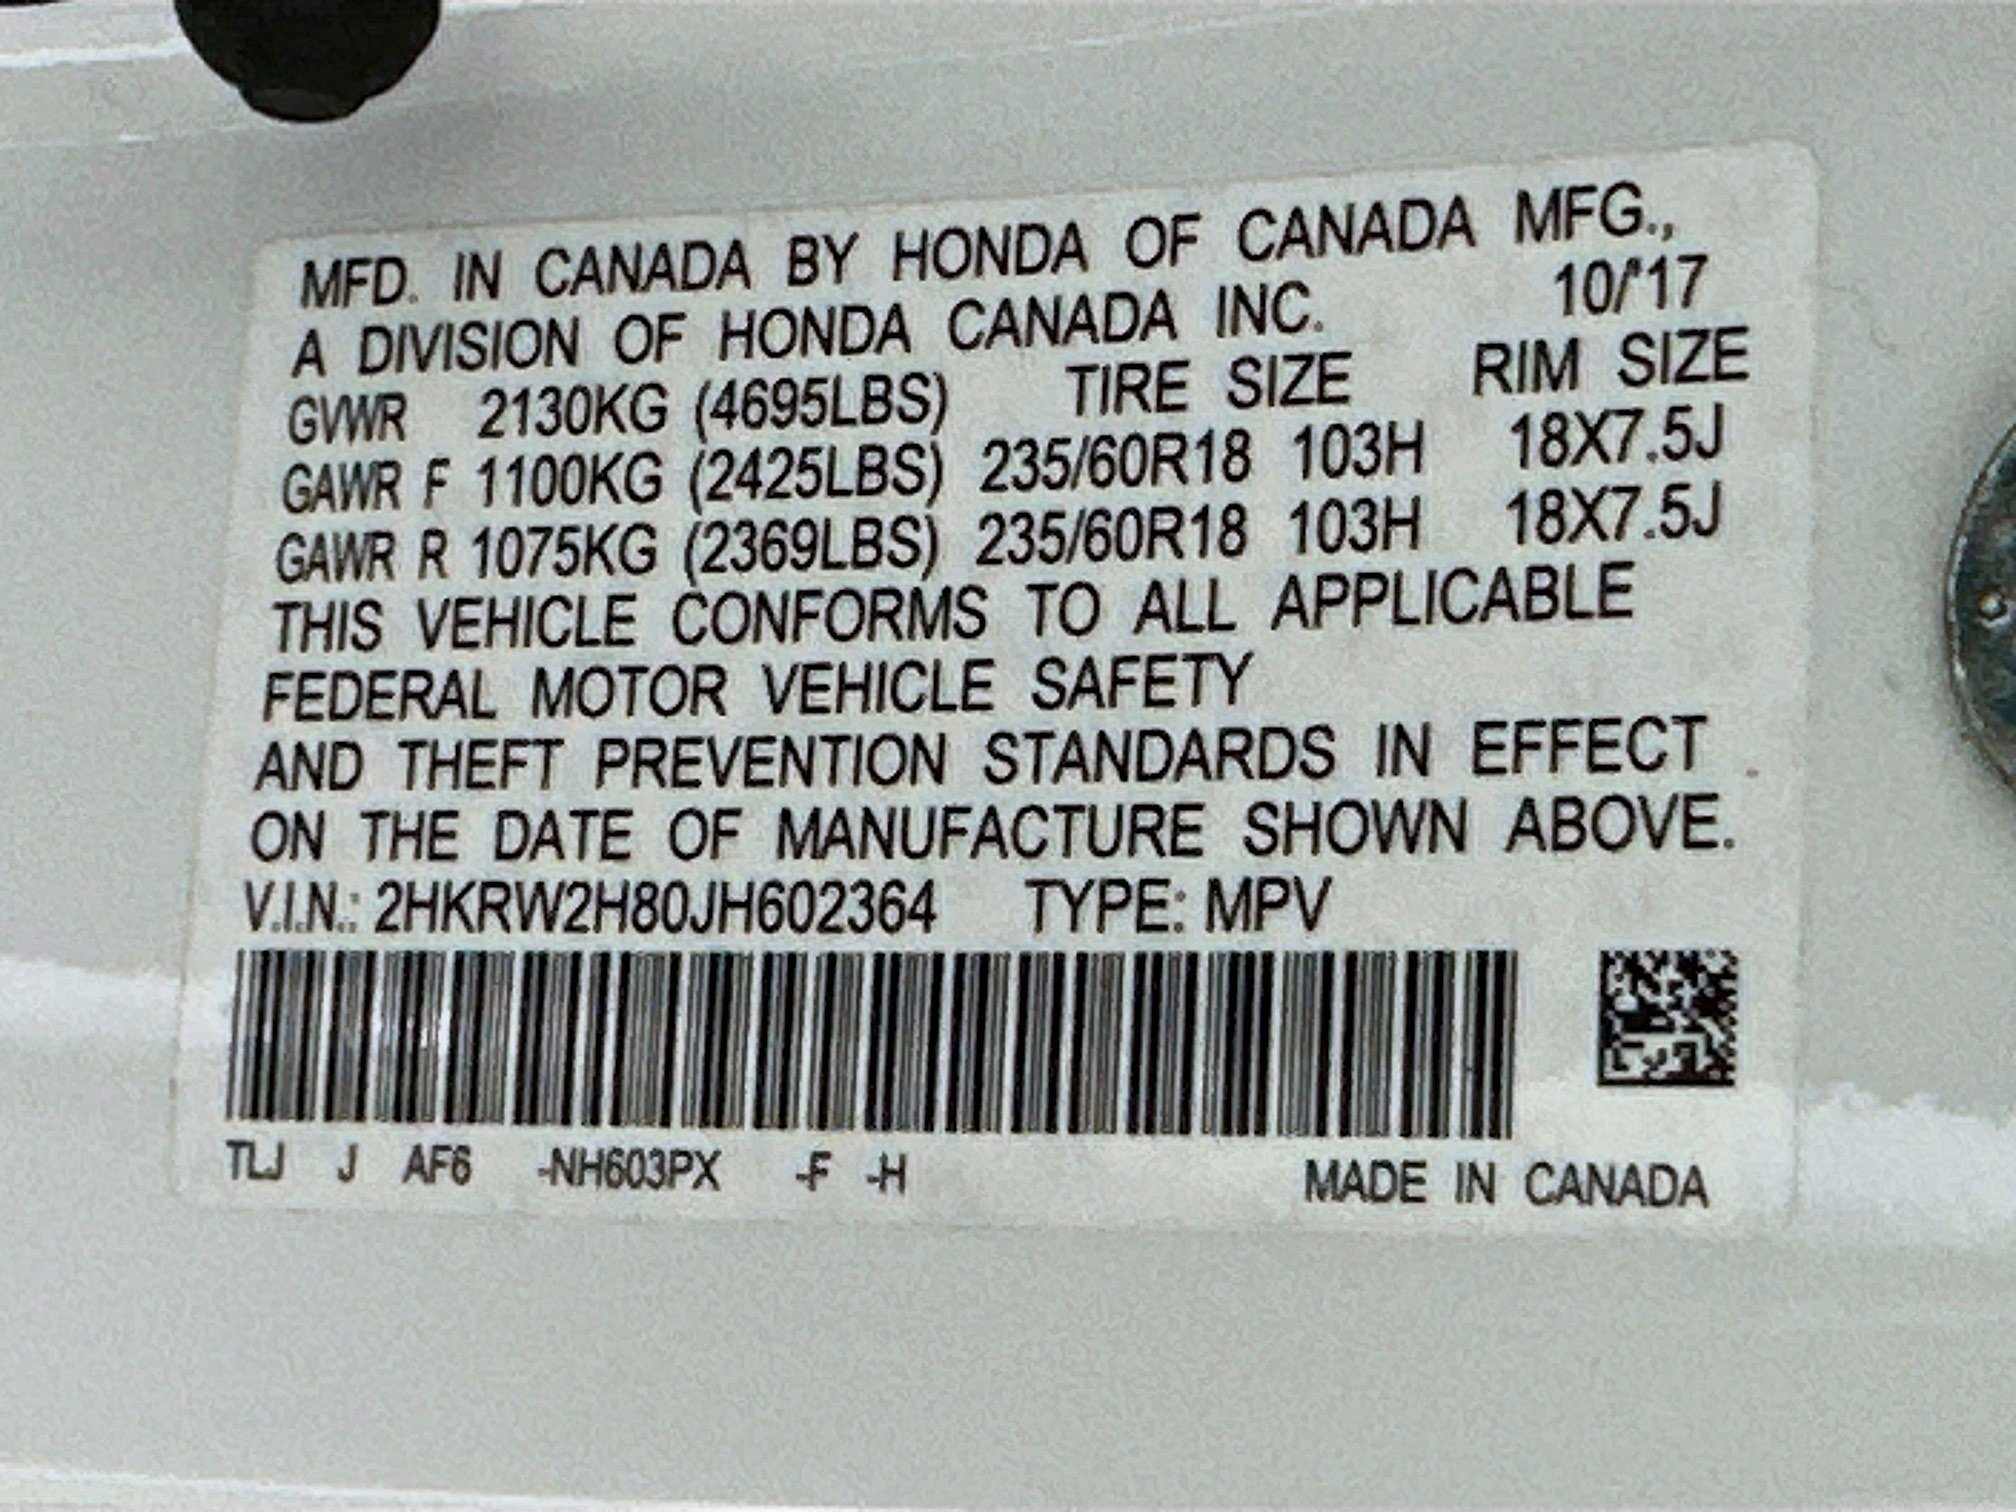 MFD. IN CANADA BY HONDA OF CANADA MFG.,
A DIVISION OF HONDA CANADA INC. 10/'17
GVWR 2130KG (4695LBS) TIRE SIZE RIM SIZE
GAWR F 1100KG (2425LBS) 235/60R18 103H 18X7.5J
GAWR R 1075KG (2369LBS) 235/60R18 103H 18X7.5J
THIS VEHICLE CONFORMS TO ALL APPLICABLE
FEDERAL MOTOR VEHICLE SAFETY
AND THEFT PREVENTION STANDARDS IN EFFECT
ON THE DATE OF MANUFACTURE SHOWN ABOVE.
V.I.N.: 2HKRW2H80JH602364 TYPE: MPV
TLJ J AF6 -NH603PX -F -H MADE IN CANADA